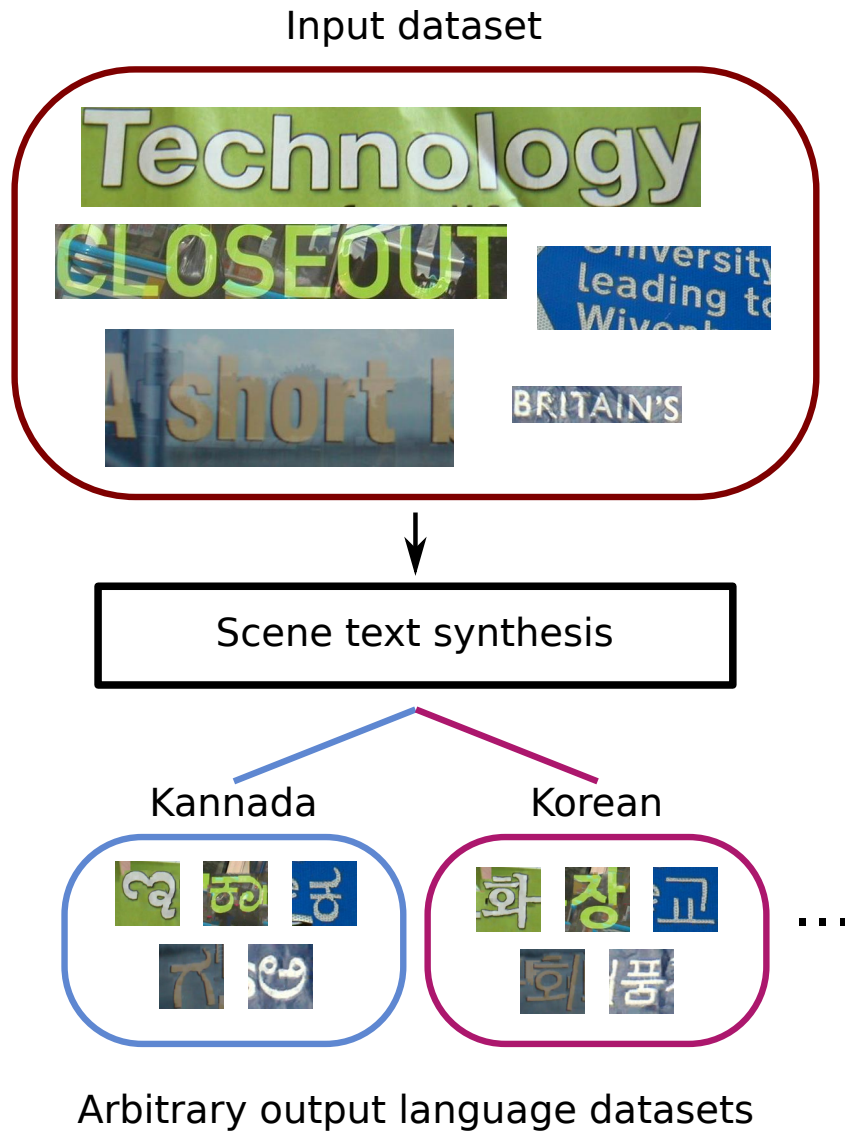 Input dataset
Technology
CLOSEOUT
University
leading to
Wivenh
A short b
BRITAIN'S
Scene text synthesis
Kannada
Korean
화
장
교
회
품
...
Arbitrary output language datasets